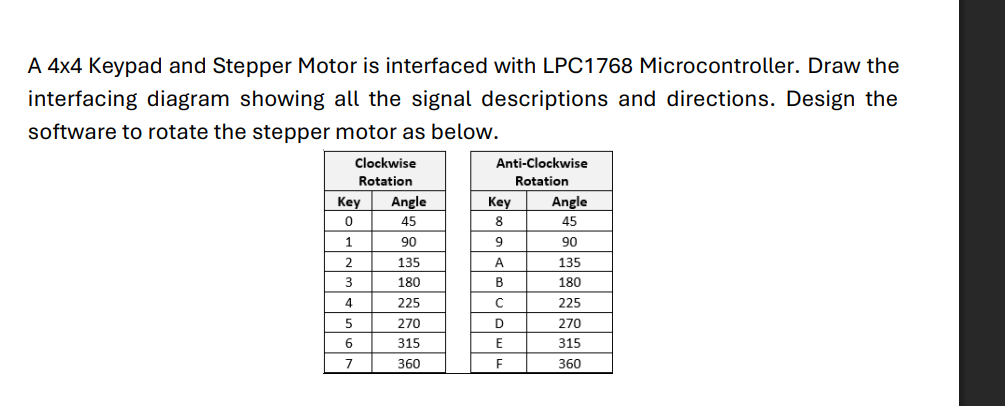 A 4x4 Keypad and Stepper Motor is interfaced with LPC1768 Microcontroller. Draw the
interfacing diagram showing all the signal descriptions and directions. Design the
software to rotate the stepper motor as below.
Clockwise
Rotation
Key Angle
0 45
1 90
2 135
3 180
4 225
5 270
6 315
7 360
Anti-Clockwise
Rotation
Key Angle
8 45
9 90
A 135
B 180
C 225
D 270
E 315
F 360